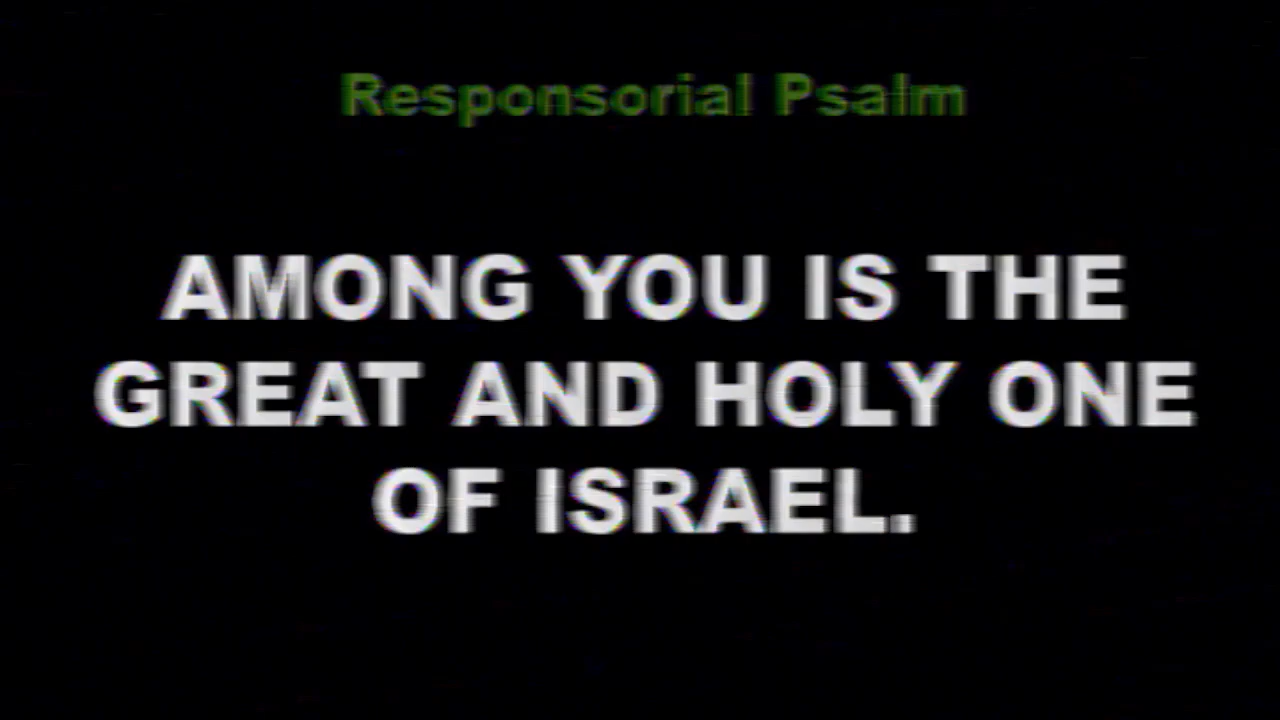 Responsorial Psalm
AMONG YOU IS THE
GREAT AND HOLY ONE
OF ISRAEL.